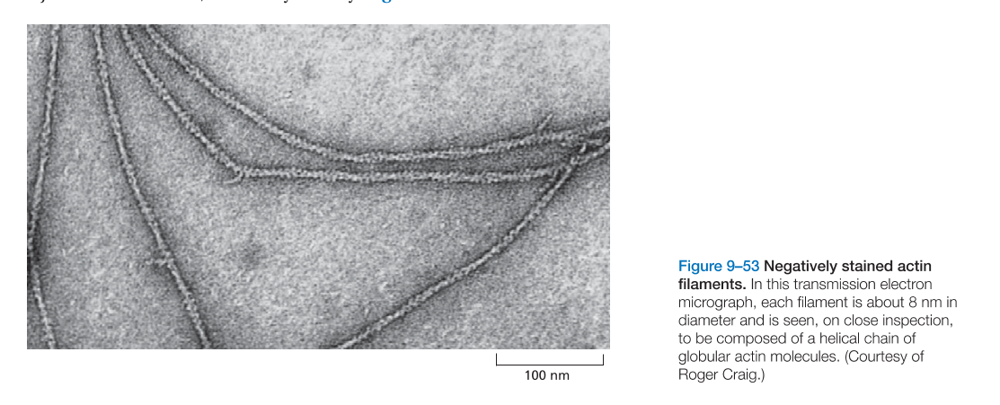 Figure 9–53 Negatively stained actin
filaments. In this transmission electron
micrograph, each filament is about 8 nm in
diameter and is seen, on close inspection,
to be composed of a helical chain of
globular actin molecules. (Courtesy of
Roger Craig.)
100 nm